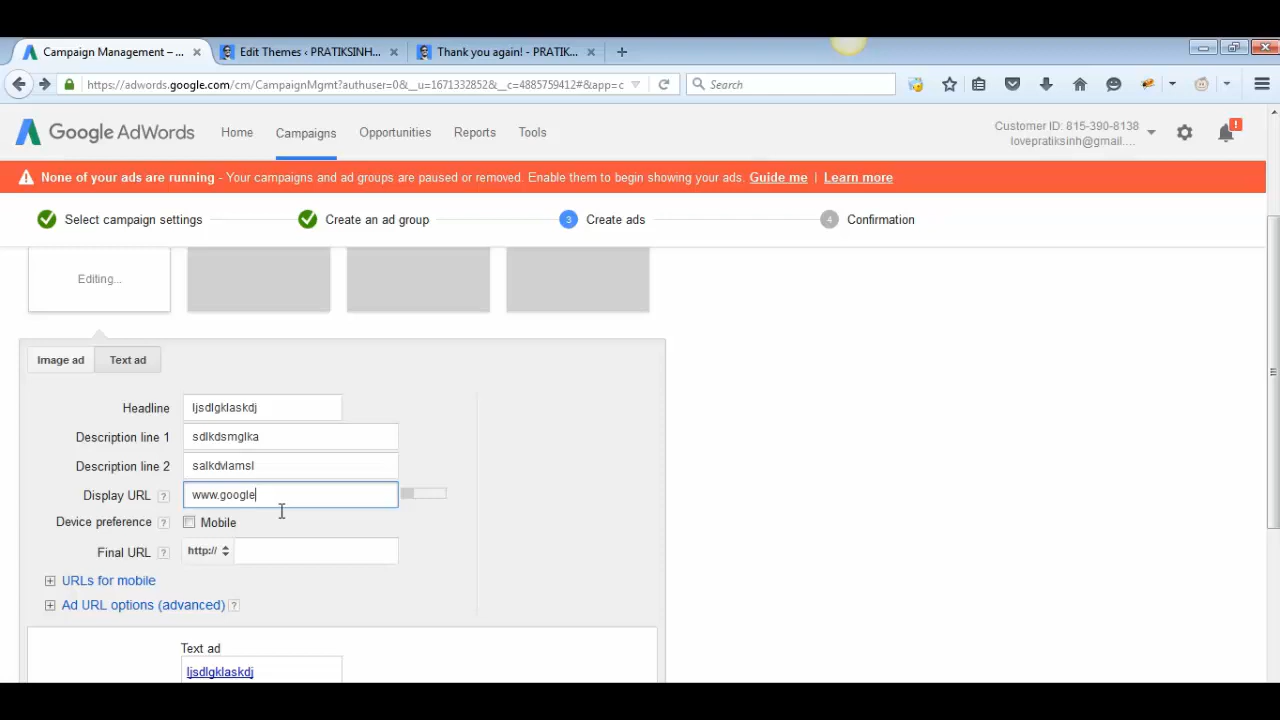 Campaign Management – ...
Edit Themes ‹ PRATIKSINH...
Thank you again! - PRATIK...
https://adwords.google.com/cm/CampaignMgmt?authuser=0&__u=1671332852&__c=4885759412#&app=c
Search
Google AdWords
Home
Campaigns
Opportunities
Reports
Tools
Customer ID: 815-390-8138
lovepratiksinh@gmail....
!
None of your ads are running - Your campaigns and ad groups are paused or removed. Enable them to begin showing your ads. Guide me | Learn more
Select campaign settings
Create an ad group
3 Create ads
4 Confirmation
Editing...
Image ad
Text ad
Headline ljsdlgklaskdj
Description line 1 sdlkdsmglka
Description line 2 salkdvlamsl
Display URL ? www.google
Device preference ? Mobile
Final URL ? http://
URLs for mobile
Ad URL options (advanced) ?
Text ad
ljsdlgklaskdj